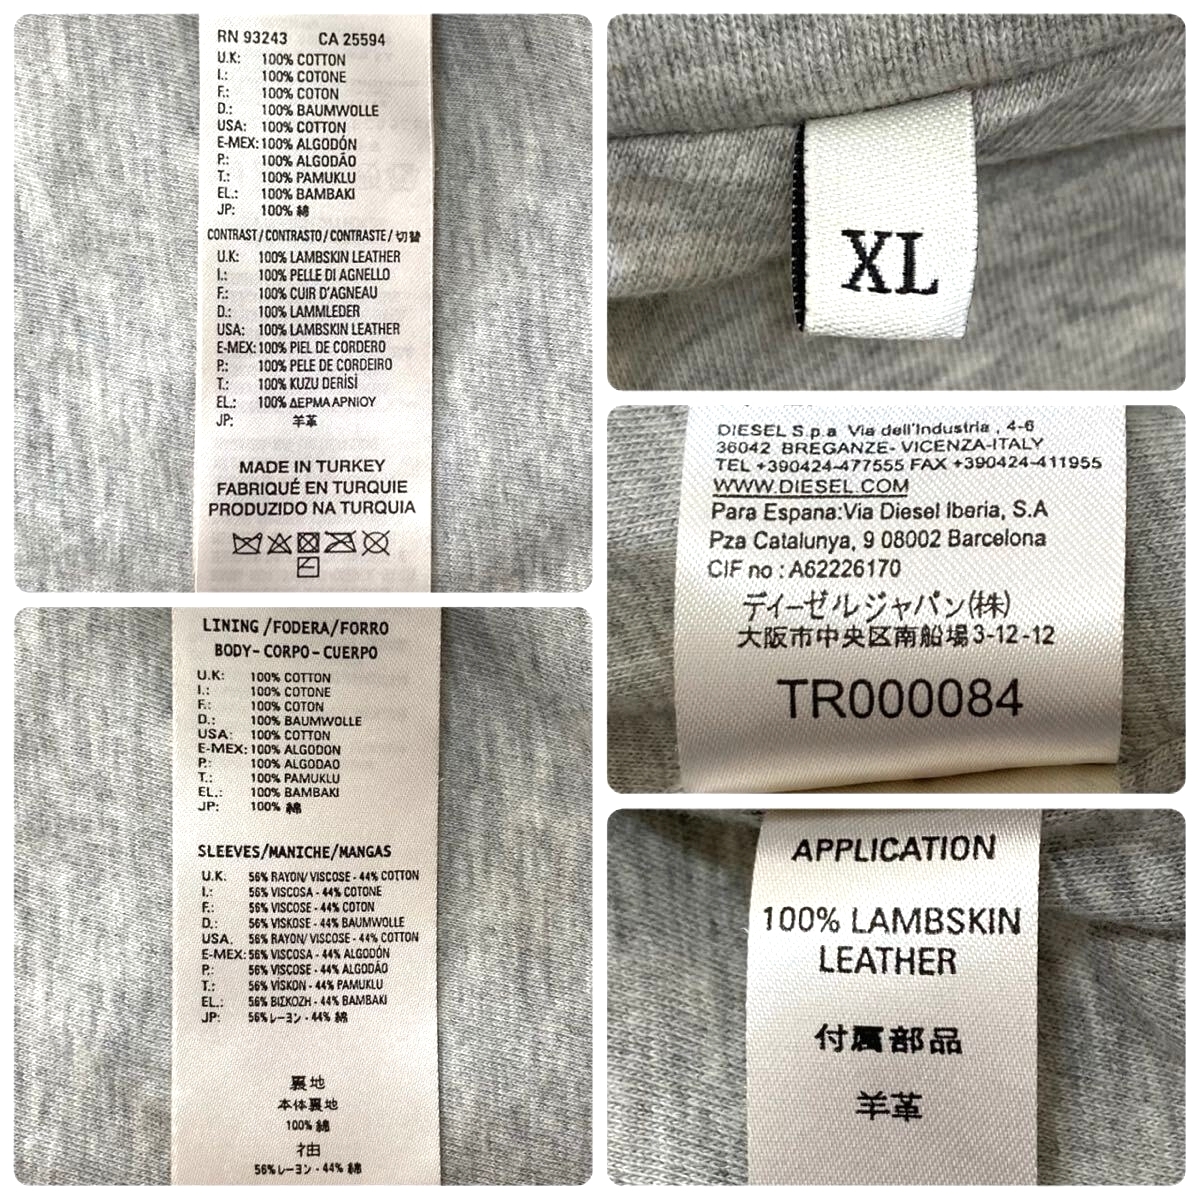 RN 93243 CA 25594
U.K: 100% COTTON
I.: 100% COTONE
F.: 100% COTON
D.: 100% BAUMWOLLE
USA: 100% COTTON
E-MEX: 100% ALGODÓN
P.: 100% ALGODÃO
T.: 100% PAMUKLU
EL.: 100% BAMBAKI
JP: 100% 綿
CONTRAST/CONTRASTO/CONTRASTE/切替
U.K: 100% LAMBSKIN LEATHER
I.: 100% PELLE DI AGNELLO
F.: 100% CUIR D'AGNEAU
D.: 100% LAMMLEDER
USA: 100% LAMBSKIN LEATHER
E-MEX: 100% PIEL DE CORDERO
P.: 100% PELE DE CORDEIRO
T.: 100% KUZU DERİSİ
EL.: 100% ΔΕΡΜΑ ΑΡΝΙΟΥ
JP: 羊革
MADE IN TURKEY
FABRIQUÉ EN TURQUIE
PRODUZIDO NA TURQUIA
XL
DIESEL S.p.a Via dell'Industria , 4-6
36042 BREGANZE- VICENZA-ITALY
TEL +390424-477555 FAX +390424-411955
WWW.DIESEL.COM
Para Espana:Via Diesel Iberia, S.A
Pza Catalunya, 9 08002 Barcelona
CIF no : A62226170
ディーゼルジャパン(株)
大阪市中央区南船場3-12-12
TR000084
LINING /FODERA/FORRO
BODY-CORPO-CUERPO
U.K: 100% COTTON
I.: 100% COTONE
F.: 100% COTON
D.: 100% BAUMWOLLE
USA: 100% COTTON
E-MEX: 100% ALGODON
P.: 100% ALGODAO
T.: 100% PAMUKLU
EL.: 100% BAMBAKI
JP: 100% 綿
SLEEVES/MANICHE/MANGAS
U.K 56% RAYON/ VISCOSE - 44% COTTON
I.: 56% VISCOSA - 44% COTONE
F.: 56% VISCOSE - 44% COTON
D.: 56% VISKOSE - 44% BAUMWOLLE
USA. 56% RAYON/ VISCOSE - 44% COTTON
E-MEX: 56% VISCOSA - 44% ALGODÓN
P.: 56% VISCOSE - 44% ALGODÃO
T.: 56% VİSKON - 44% PAMUKLU
EL.: 56% ΒΙΣΚΟΖΗ - 44% BAMBAKI
JP: 56% レーヨン - 44% 綿
裏地
本体裏地
100% 綿
袖
56% レーヨン - 44% 綿
APPLICATION
100% LAMBSKIN
LEATHER
付属部品
羊革